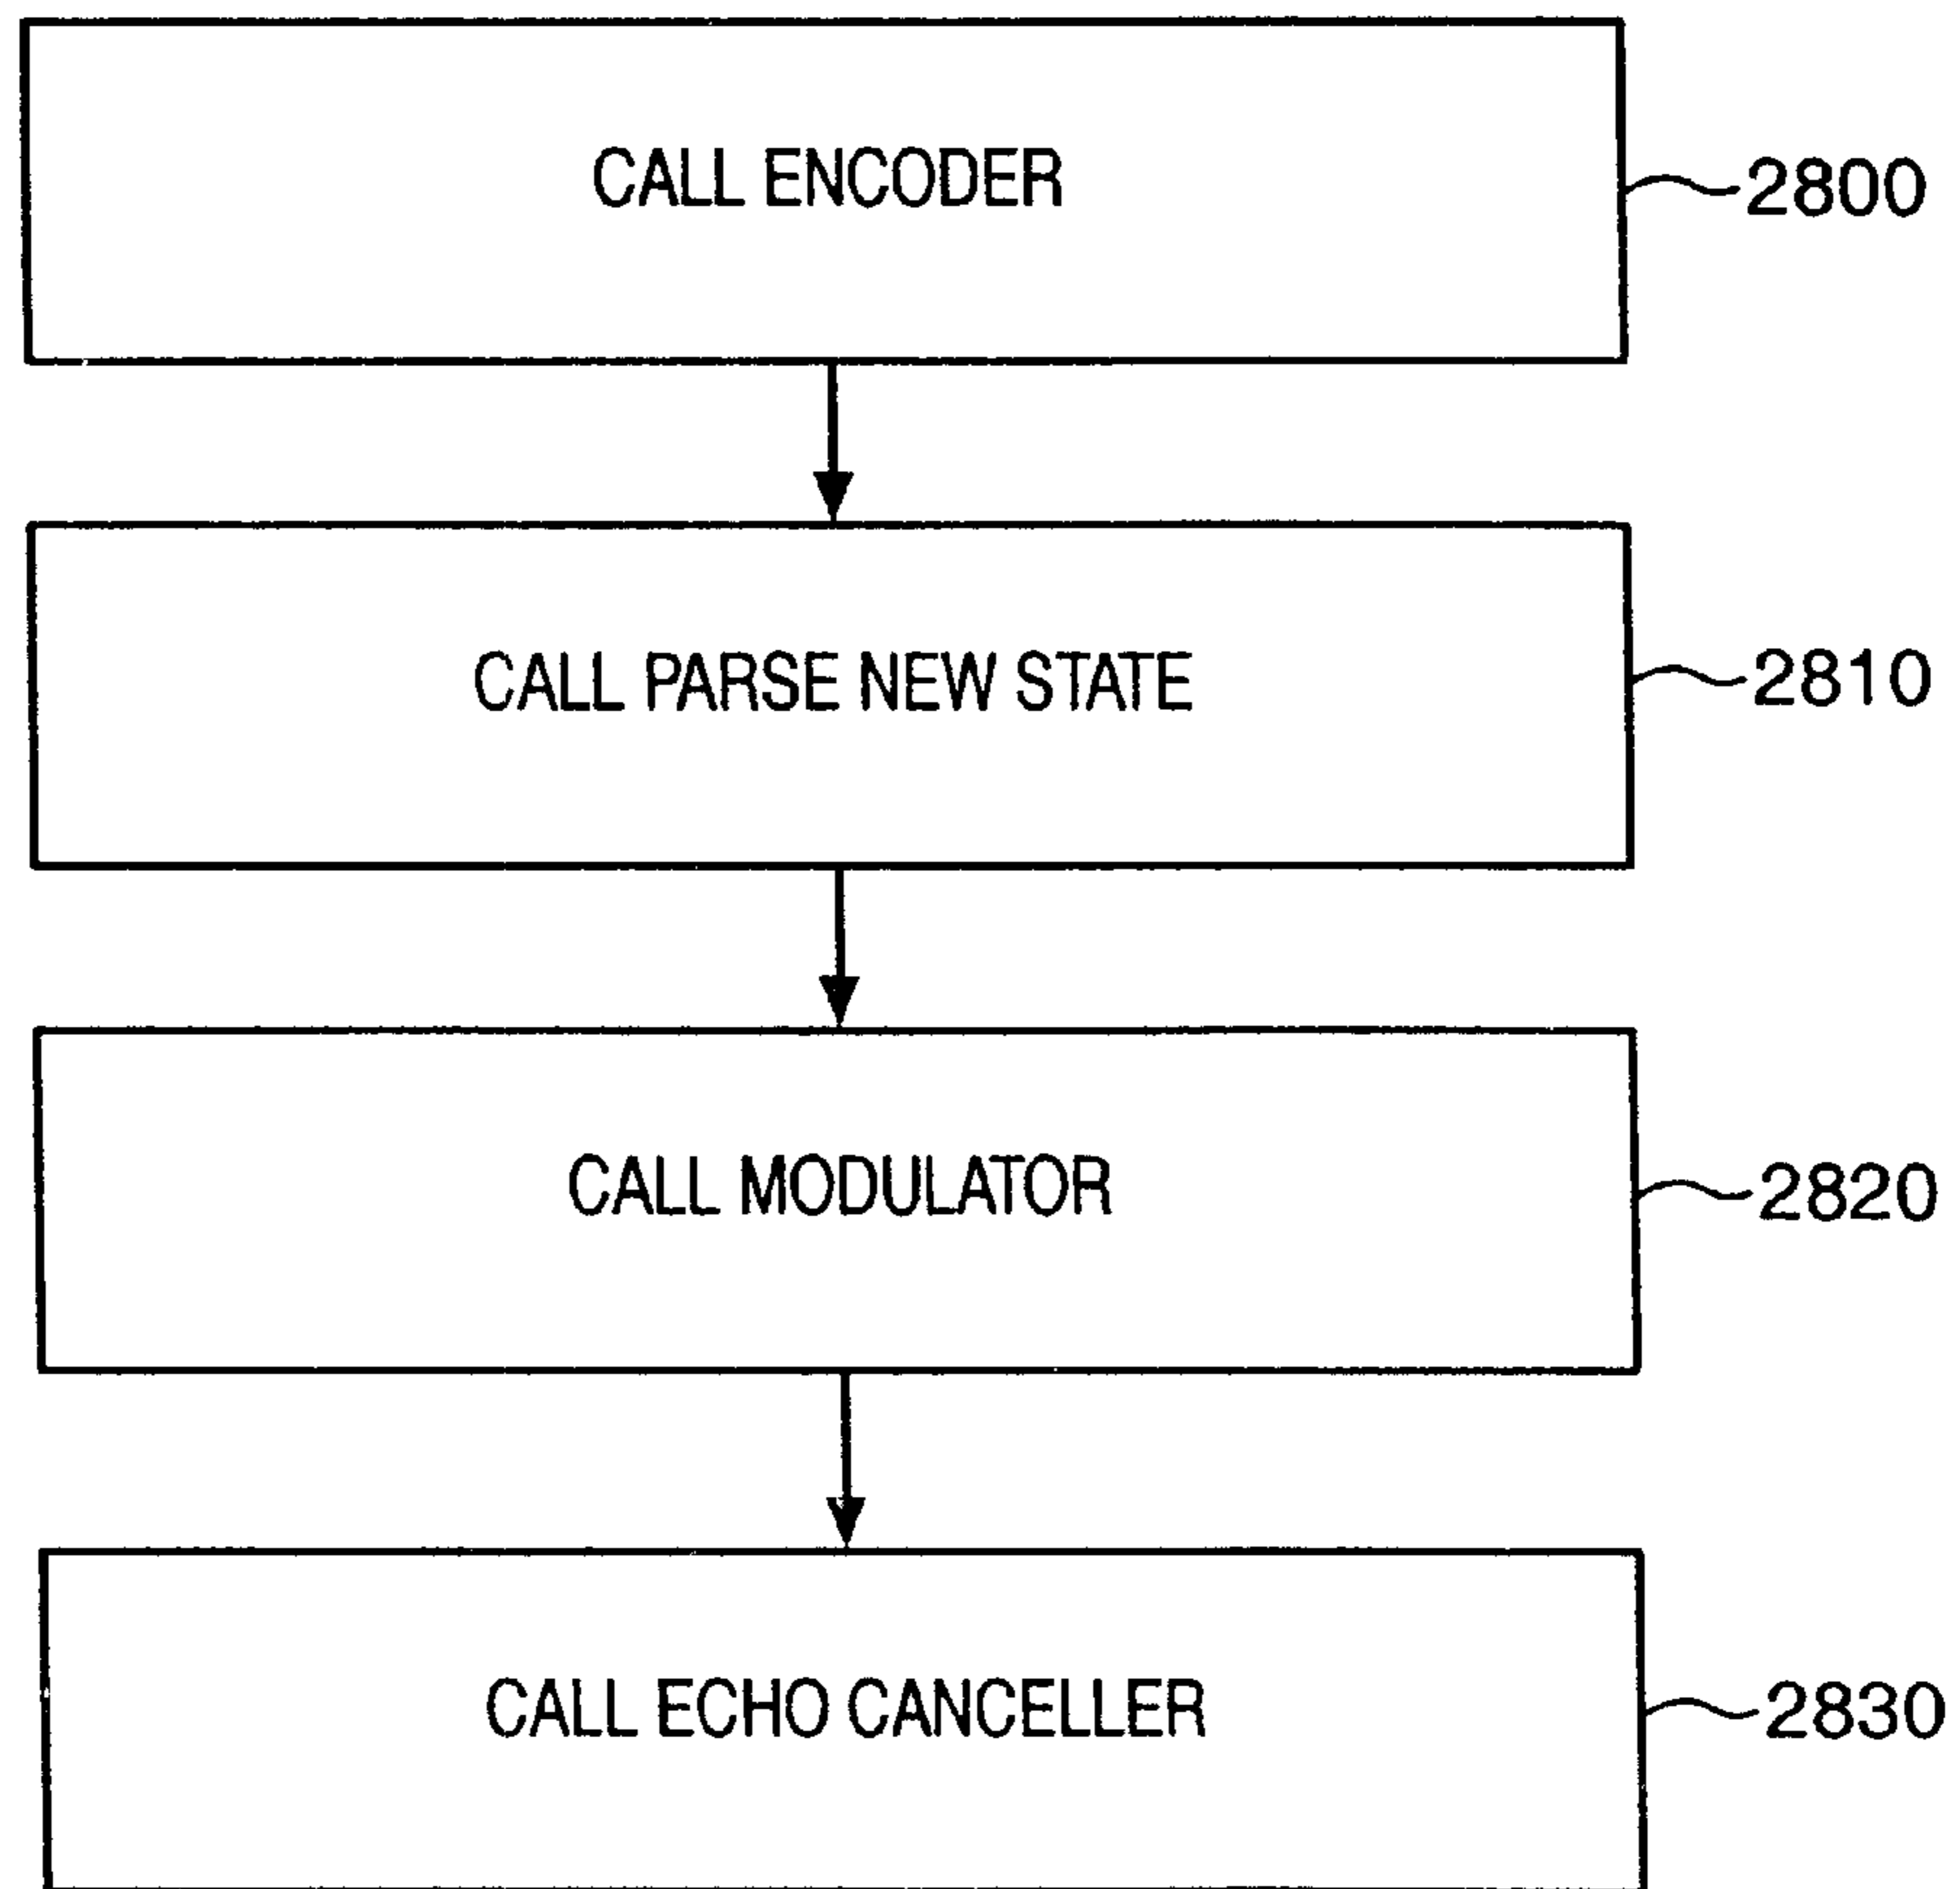 CALL ENCODER
2800
CALL PARSE NEW STATE
2810
CALL MODULATOR
2820
CALL ECHO CANCELLER
2830